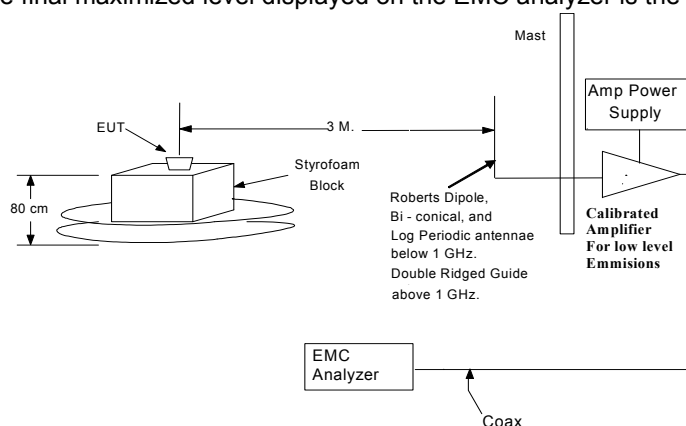 e final maximized level displayed on the EMC analyzer is the
Mast
Amp Power
Supply
EUT
3 M.
Styrofoam
Block
80 cm
Roberts Dipole,
Bi - conical, and
Log Periodic antennae
below 1 GHz.
Double Ridged Guide
above 1 GHz.
Calibrated
Amplifier
For low level
Emmisions
EMC
Analyzer
Coax